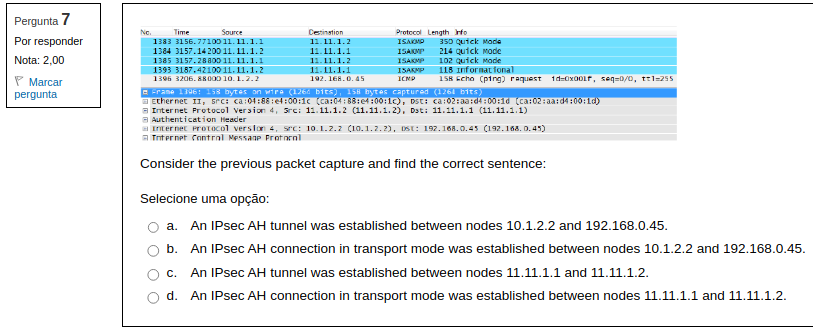 Pergunta 7
Por responder
Nota: 2,00
Marcar pergunta
No. Time Source Destination Protocol Length Info
1383 3156.77100 11.11.1.1 11.11.1.2 ISAKMP 350 Quick Mode
1384 3157.14200 11.11.1.2 11.11.1.1 ISAKMP 214 Quick Mode
1385 3157.28800 11.11.1.1 11.11.1.2 ISAKMP 102 Quick Mode
1393 3187.42100 11.11.1.2 11.11.1.1 ISAKMP 118 Informational
1396 3206.88000 10.1.2.2 192.168.0.45 ICMP 158 Echo (ping) request id=0x001f, seq=0/0, ttl=255
Frame 1396: 158 bytes on wire (1264 bits), 158 bytes captured (1264 bits)
Ethernet II, Src: ca:04:88:e4:00:1c (ca:04:88:e4:00:1c), Dst: ca:02:aa:d4:00:1d (ca:02:aa:d4:00:1d)
Internet Protocol Version 4, Src: 11.11.1.2 (11.11.1.2), Dst: 11.11.1.1 (11.11.1.1)
Authentication Header
Internet Protocol Version 4, Src: 10.1.2.2 (10.1.2.2), Dst: 192.168.0.45 (192.168.0.45)
Internet Control Message Protocol
Consider the previous packet capture and find the correct sentence:
Selecione uma opção:
a. An IPsec AH tunnel was established between nodes 10.1.2.2 and 192.168.0.45.
b. An IPsec AH connection in transport mode was established between nodes 10.1.2.2 and 192.168.0.45.
c. An IPsec AH tunnel was established between nodes 11.11.1.1 and 11.11.1.2.
d. An IPsec AH connection in transport mode was established between nodes 11.11.1.1 and 11.11.1.2.